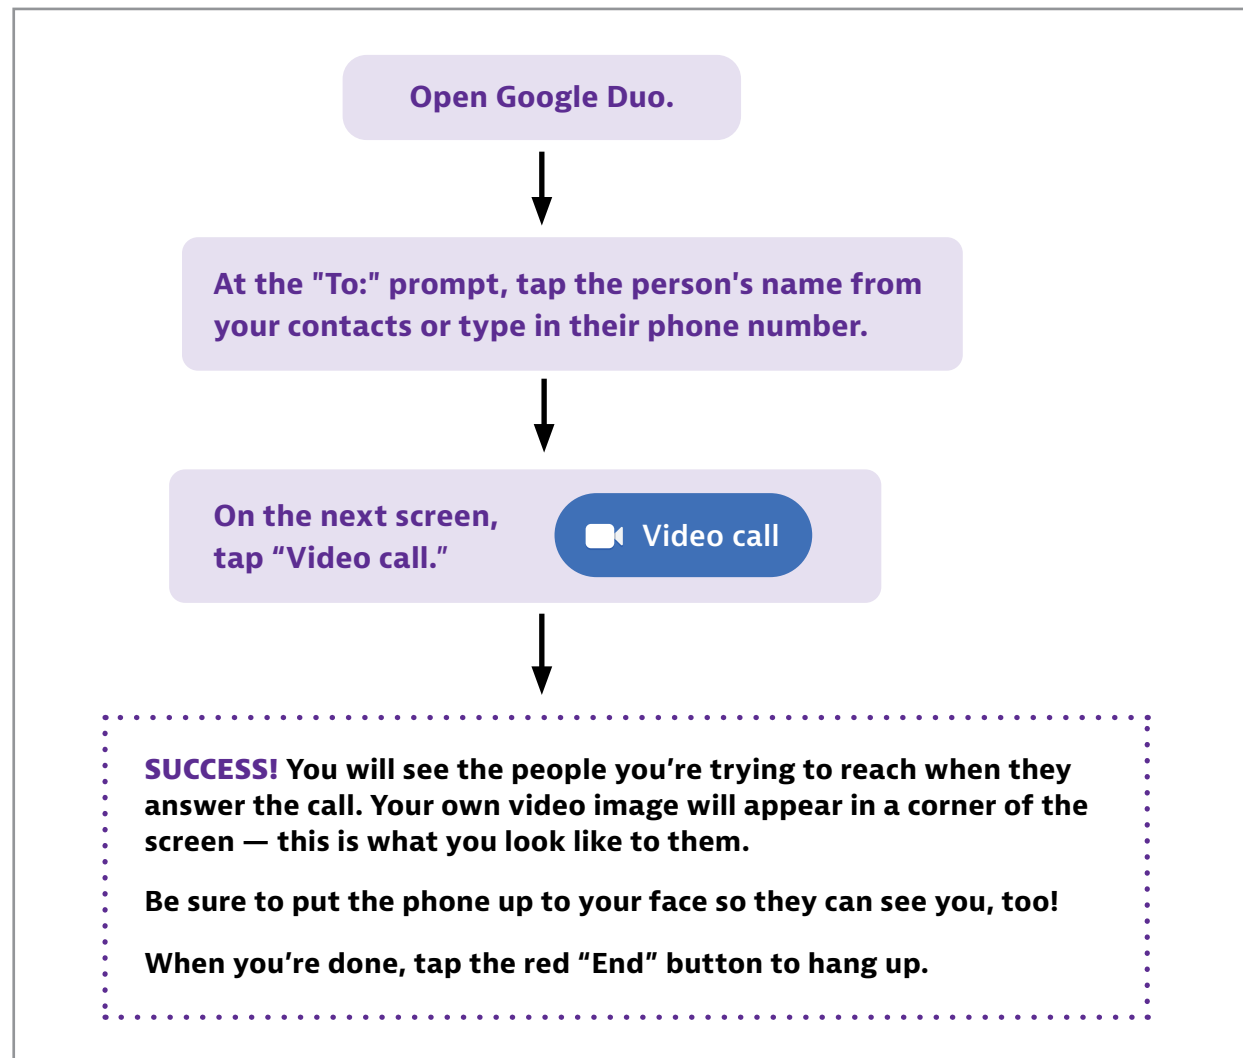 Open Google Duo.
At the "To:" prompt, tap the person's name from
your contacts or type in their phone number.
On the next screen,
tap “Video call.”
Video call
SUCCESS! You will see the people you’re trying to reach when they
answer the call. Your own video image will appear in a corner of the
screen — this is what you look like to them.
Be sure to put the phone up to your face so they can see you, too!
When you’re done, tap the red “End” button to hang up.